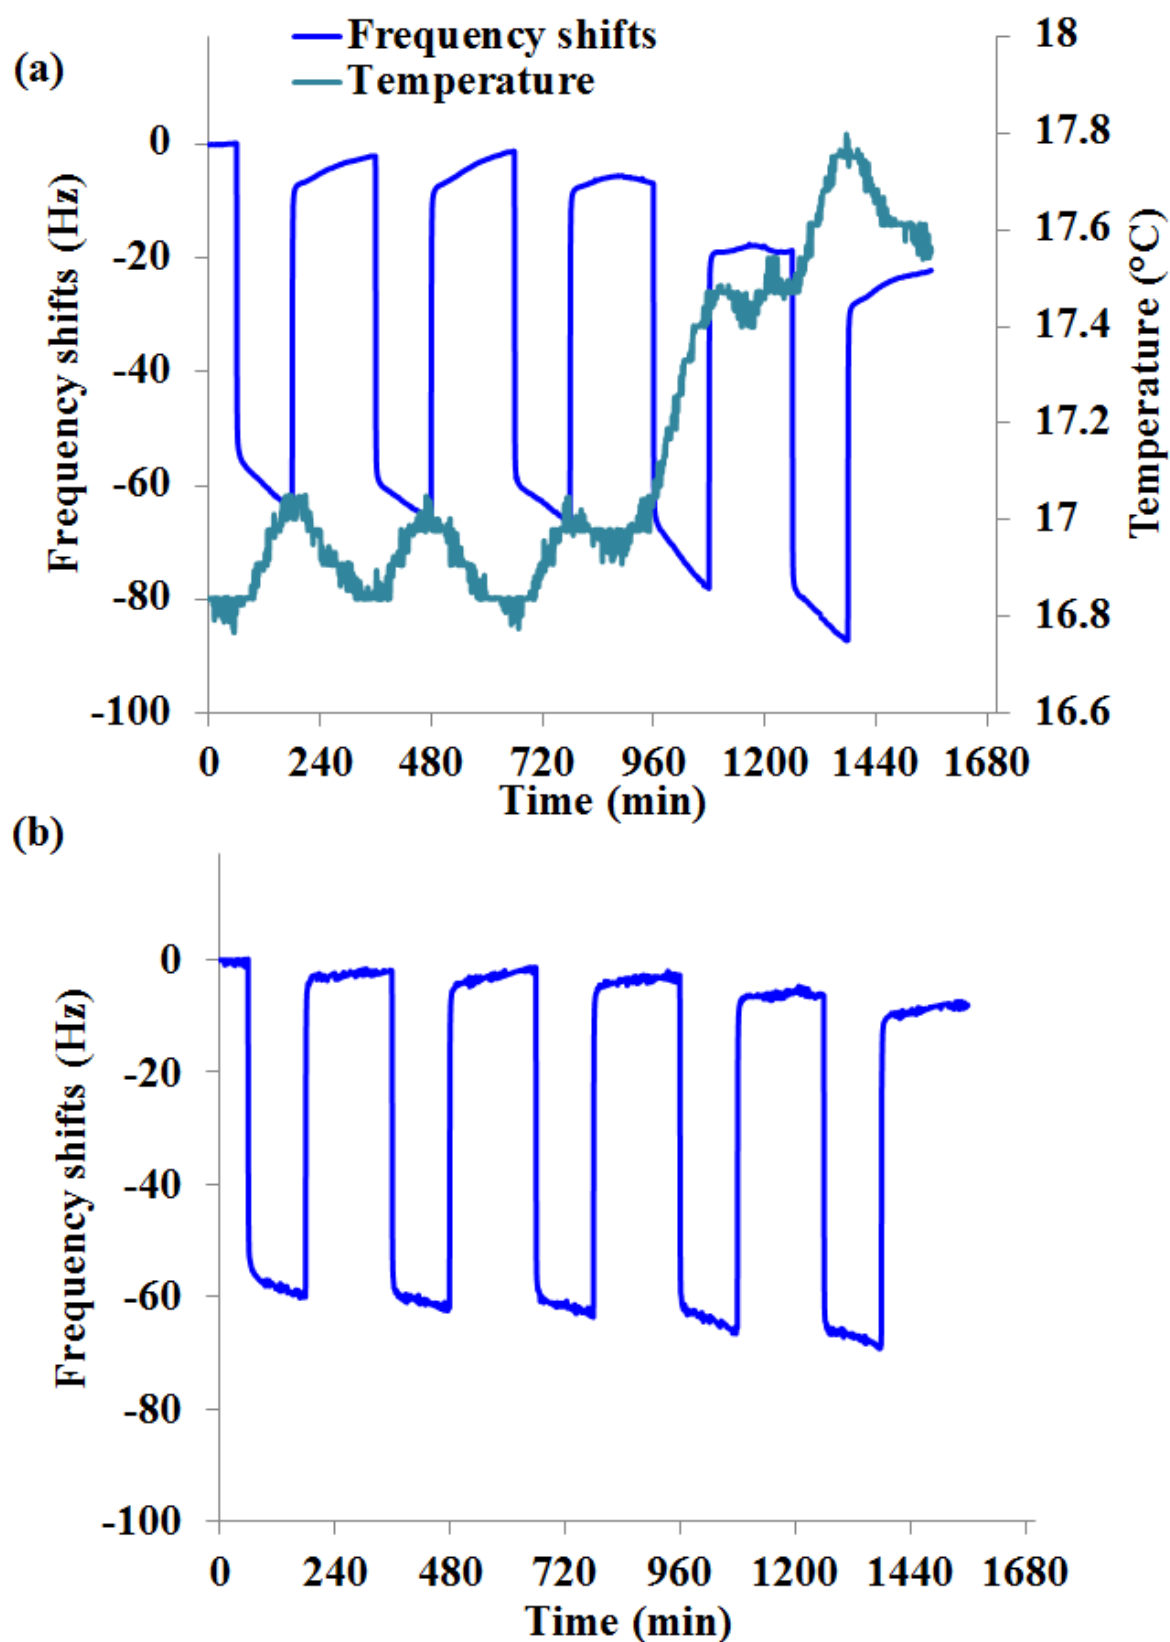 (a)
Frequency shifts
Temperature
Frequency shifts (Hz)
0
-20
-40
-60
-80
-100
18
17.8
17.6
17.4
17.2
17
16.8
16.6
Temperature (°C)
0 240 480 720 960 1200 1440 1680
Time (min)
(b)
Frequency shifts (Hz)
0
-20
-40
-60
-80
-100
0 240 480 720 960 1200 1440 1680
Time (min)